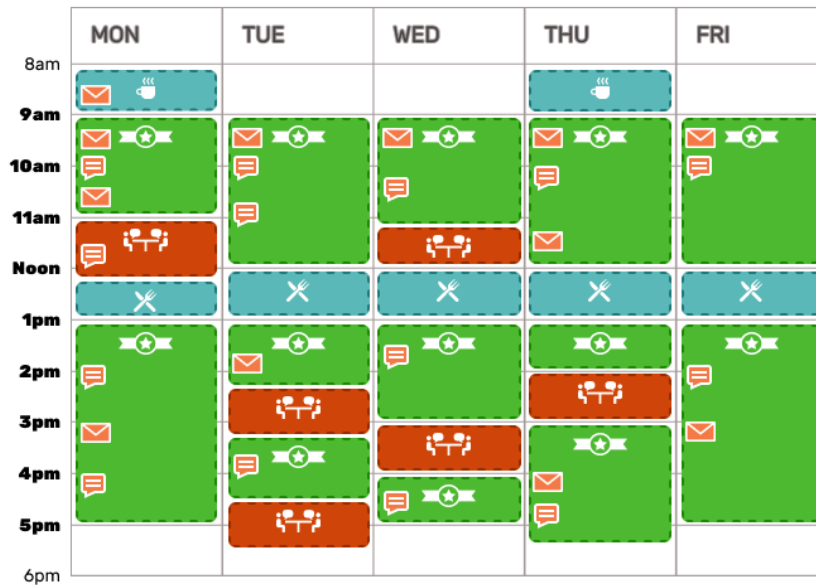 MON TUE WED THU FRI
8am
9am
10am
11am
Noon
1pm
2pm
3pm
4pm
5pm
6pm